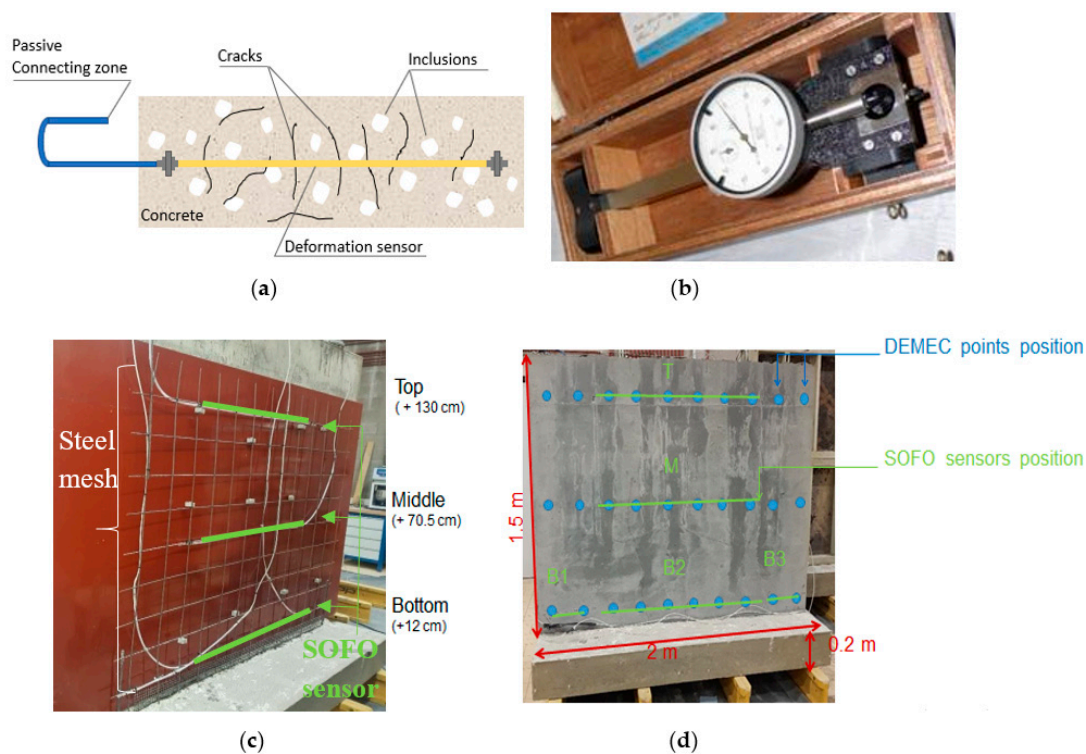 Passive
Connecting zone
Cracks
Inclusions
Concrete
Deformation sensor
(a)
(b)
Top
(+ 130 cm)
Steel
mesh
Middle
(+ 70.5 cm)
Bottom
(+12 cm)
SOFO
sensor
(c)
DEMEC points position
T
SOFO sensors position
M
1.5 m
B1
B2
B3
2 m
0.2 m
(d)